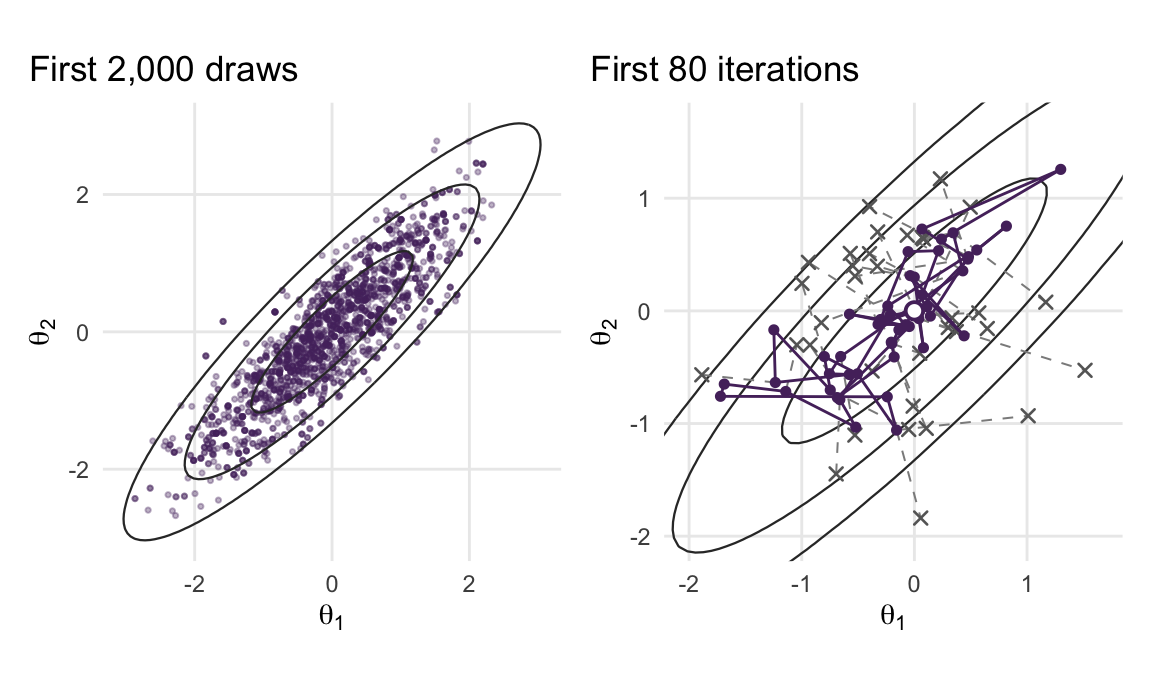 First 2,000 draws
2
0
-2
θ2
-2
0
2
θ1
First 80 iterations
1
0
-1
-2
θ2
-2
-1
0
1
θ1